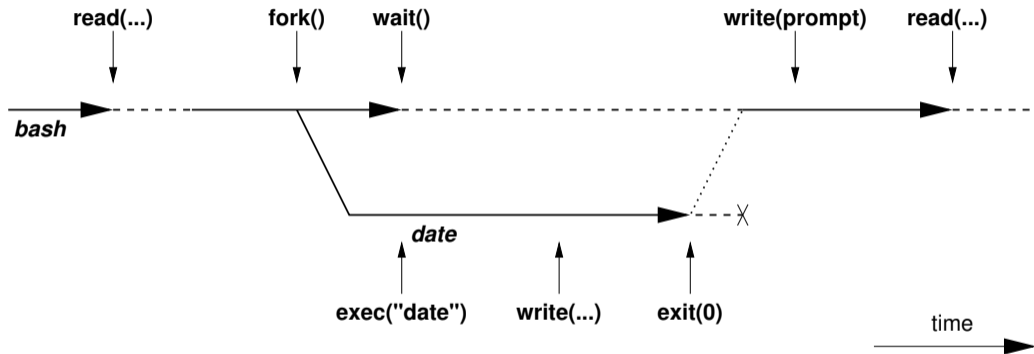 read(...) fork() wait() write(prompt) read(...)
bash
date
exec("date") write(...) exit(0)
time